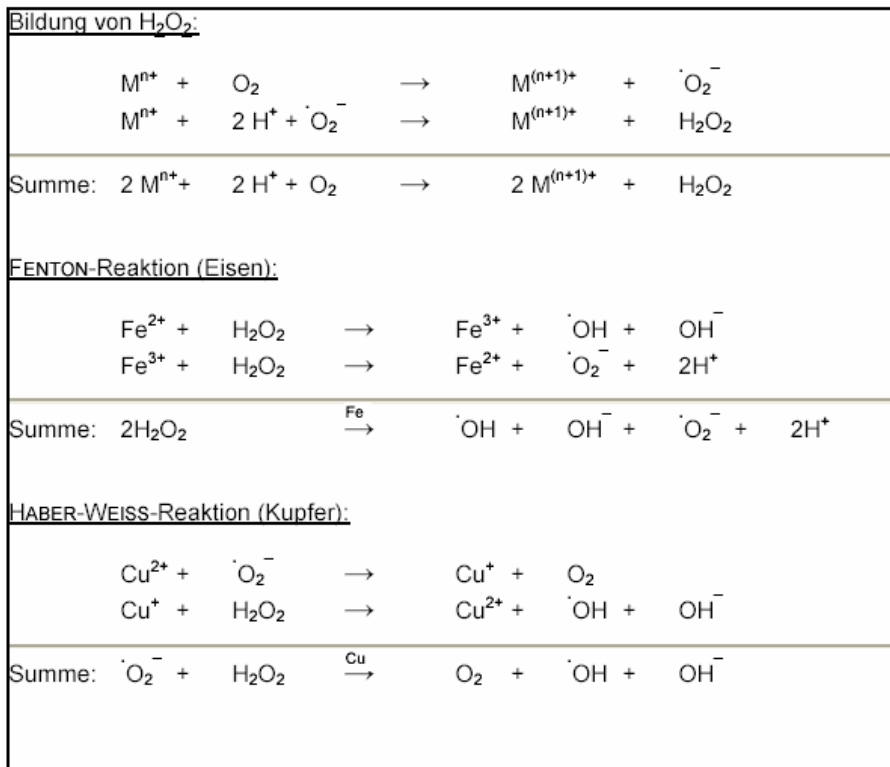 Bildung von H₂O₂:
Mⁿ⁺ + O₂ → M⁽ⁿ⁺¹⁾⁺ + ˙O₂⁻
Mⁿ⁺ + 2 H⁺ + ˙O₂⁻ → M⁽ⁿ⁺¹⁾⁺ + H₂O₂
Summe: 2 Mⁿ⁺+ 2 H⁺ + O₂ → 2 M⁽ⁿ⁺¹⁾⁺ + H₂O₂
FENTON-Reaktion (Eisen):
Fe²⁺ + H₂O₂ → Fe³⁺ + ˙OH + OH⁻
Fe³⁺ + H₂O₂ → Fe²⁺ + ˙O₂⁻ + 2H⁺
Fe
Summe: 2H₂O₂ → ˙OH + OH⁻ + ˙O₂⁻ + 2H⁺
HABER-WEISS-Reaktion (Kupfer):
Cu²⁺ + ˙O₂⁻ → Cu⁺ + O₂
Cu⁺ + H₂O₂ → Cu²⁺ + ˙OH + OH⁻
Cu
Summe: ˙O₂⁻ + H₂O₂ → O₂ + ˙OH + OH⁻